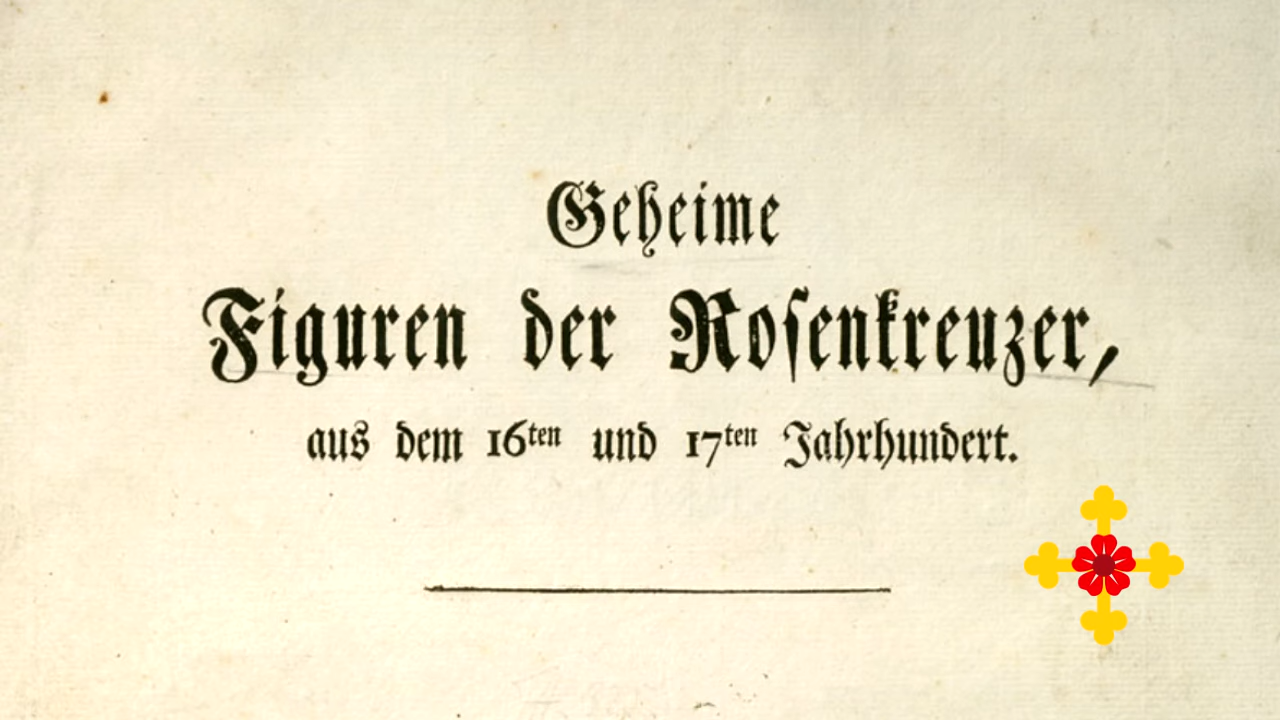 Geheime
Figuren der Roſenkreuzer,
aus dem 16ten und 17ten Jahrhundert.